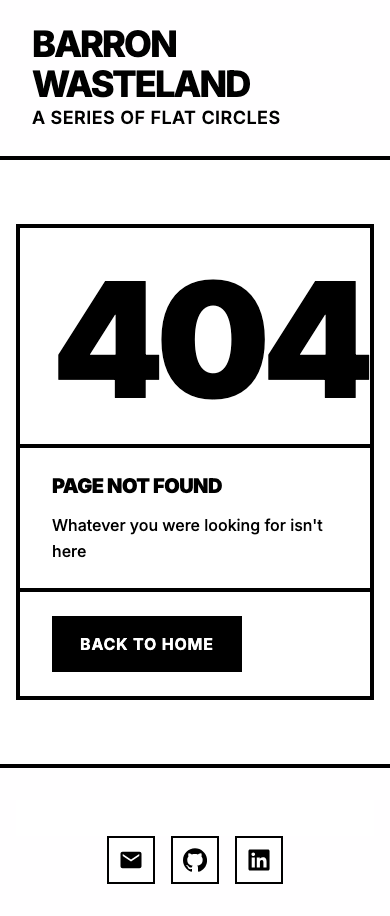 BARRON
WASTELAND
A SERIES OF FLAT CIRCLES
404
PAGE NOT FOUND
Whatever you were looking for isn't
here
BACK TO HOME
in